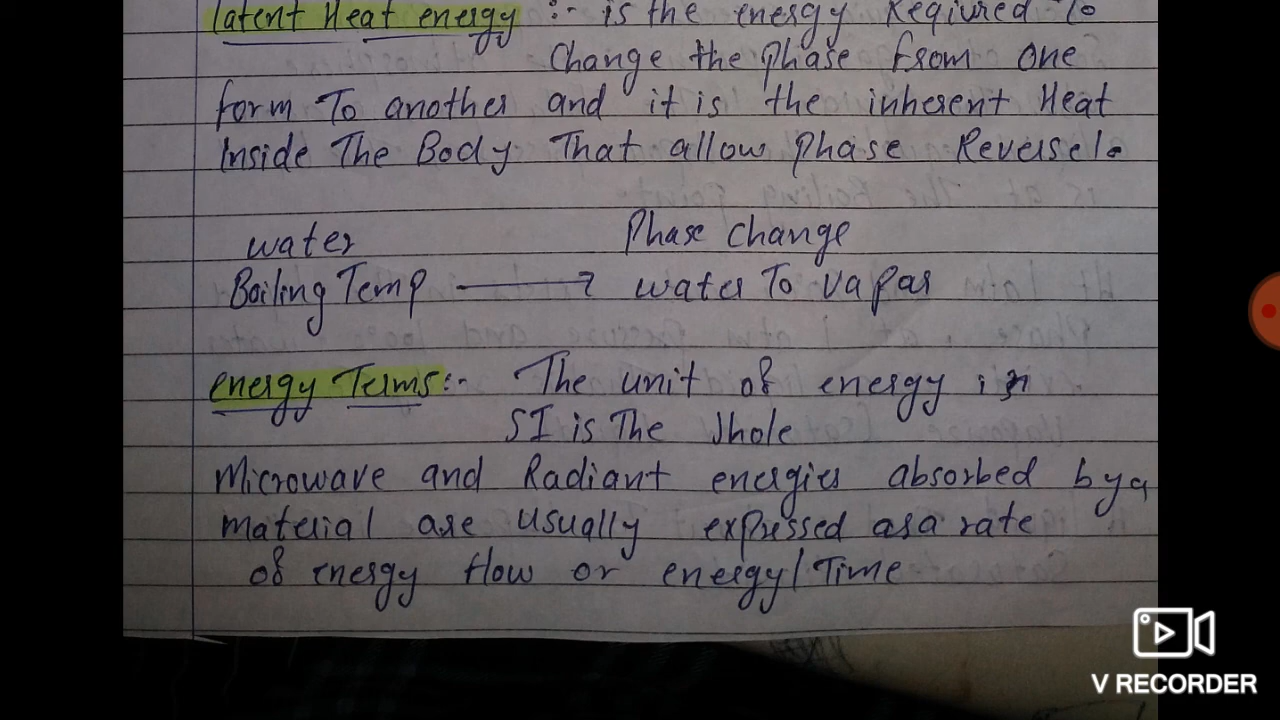 latent Heat energy :- is the energy Reqiured To
Change the Phase from one
form To another and it is the inherent Heat
Inside The Body That allow Phase Reversel.
water Phase change
Boiling Temp → water To vapar
energy Terms:- The unit of energy in
SI is The Jhole
Microwave and Radiant energies absorbed by a
material are usually expressed as a rate
of energy flow or energy/Time
V RECORDER